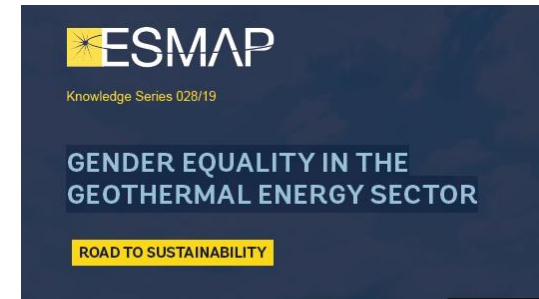 ESMAP
Knowledge Series 028/19
GENDER EQUALITY IN THE
GEOTHERMAL ENERGY SECTOR
ROAD TO SUSTAINABILITY